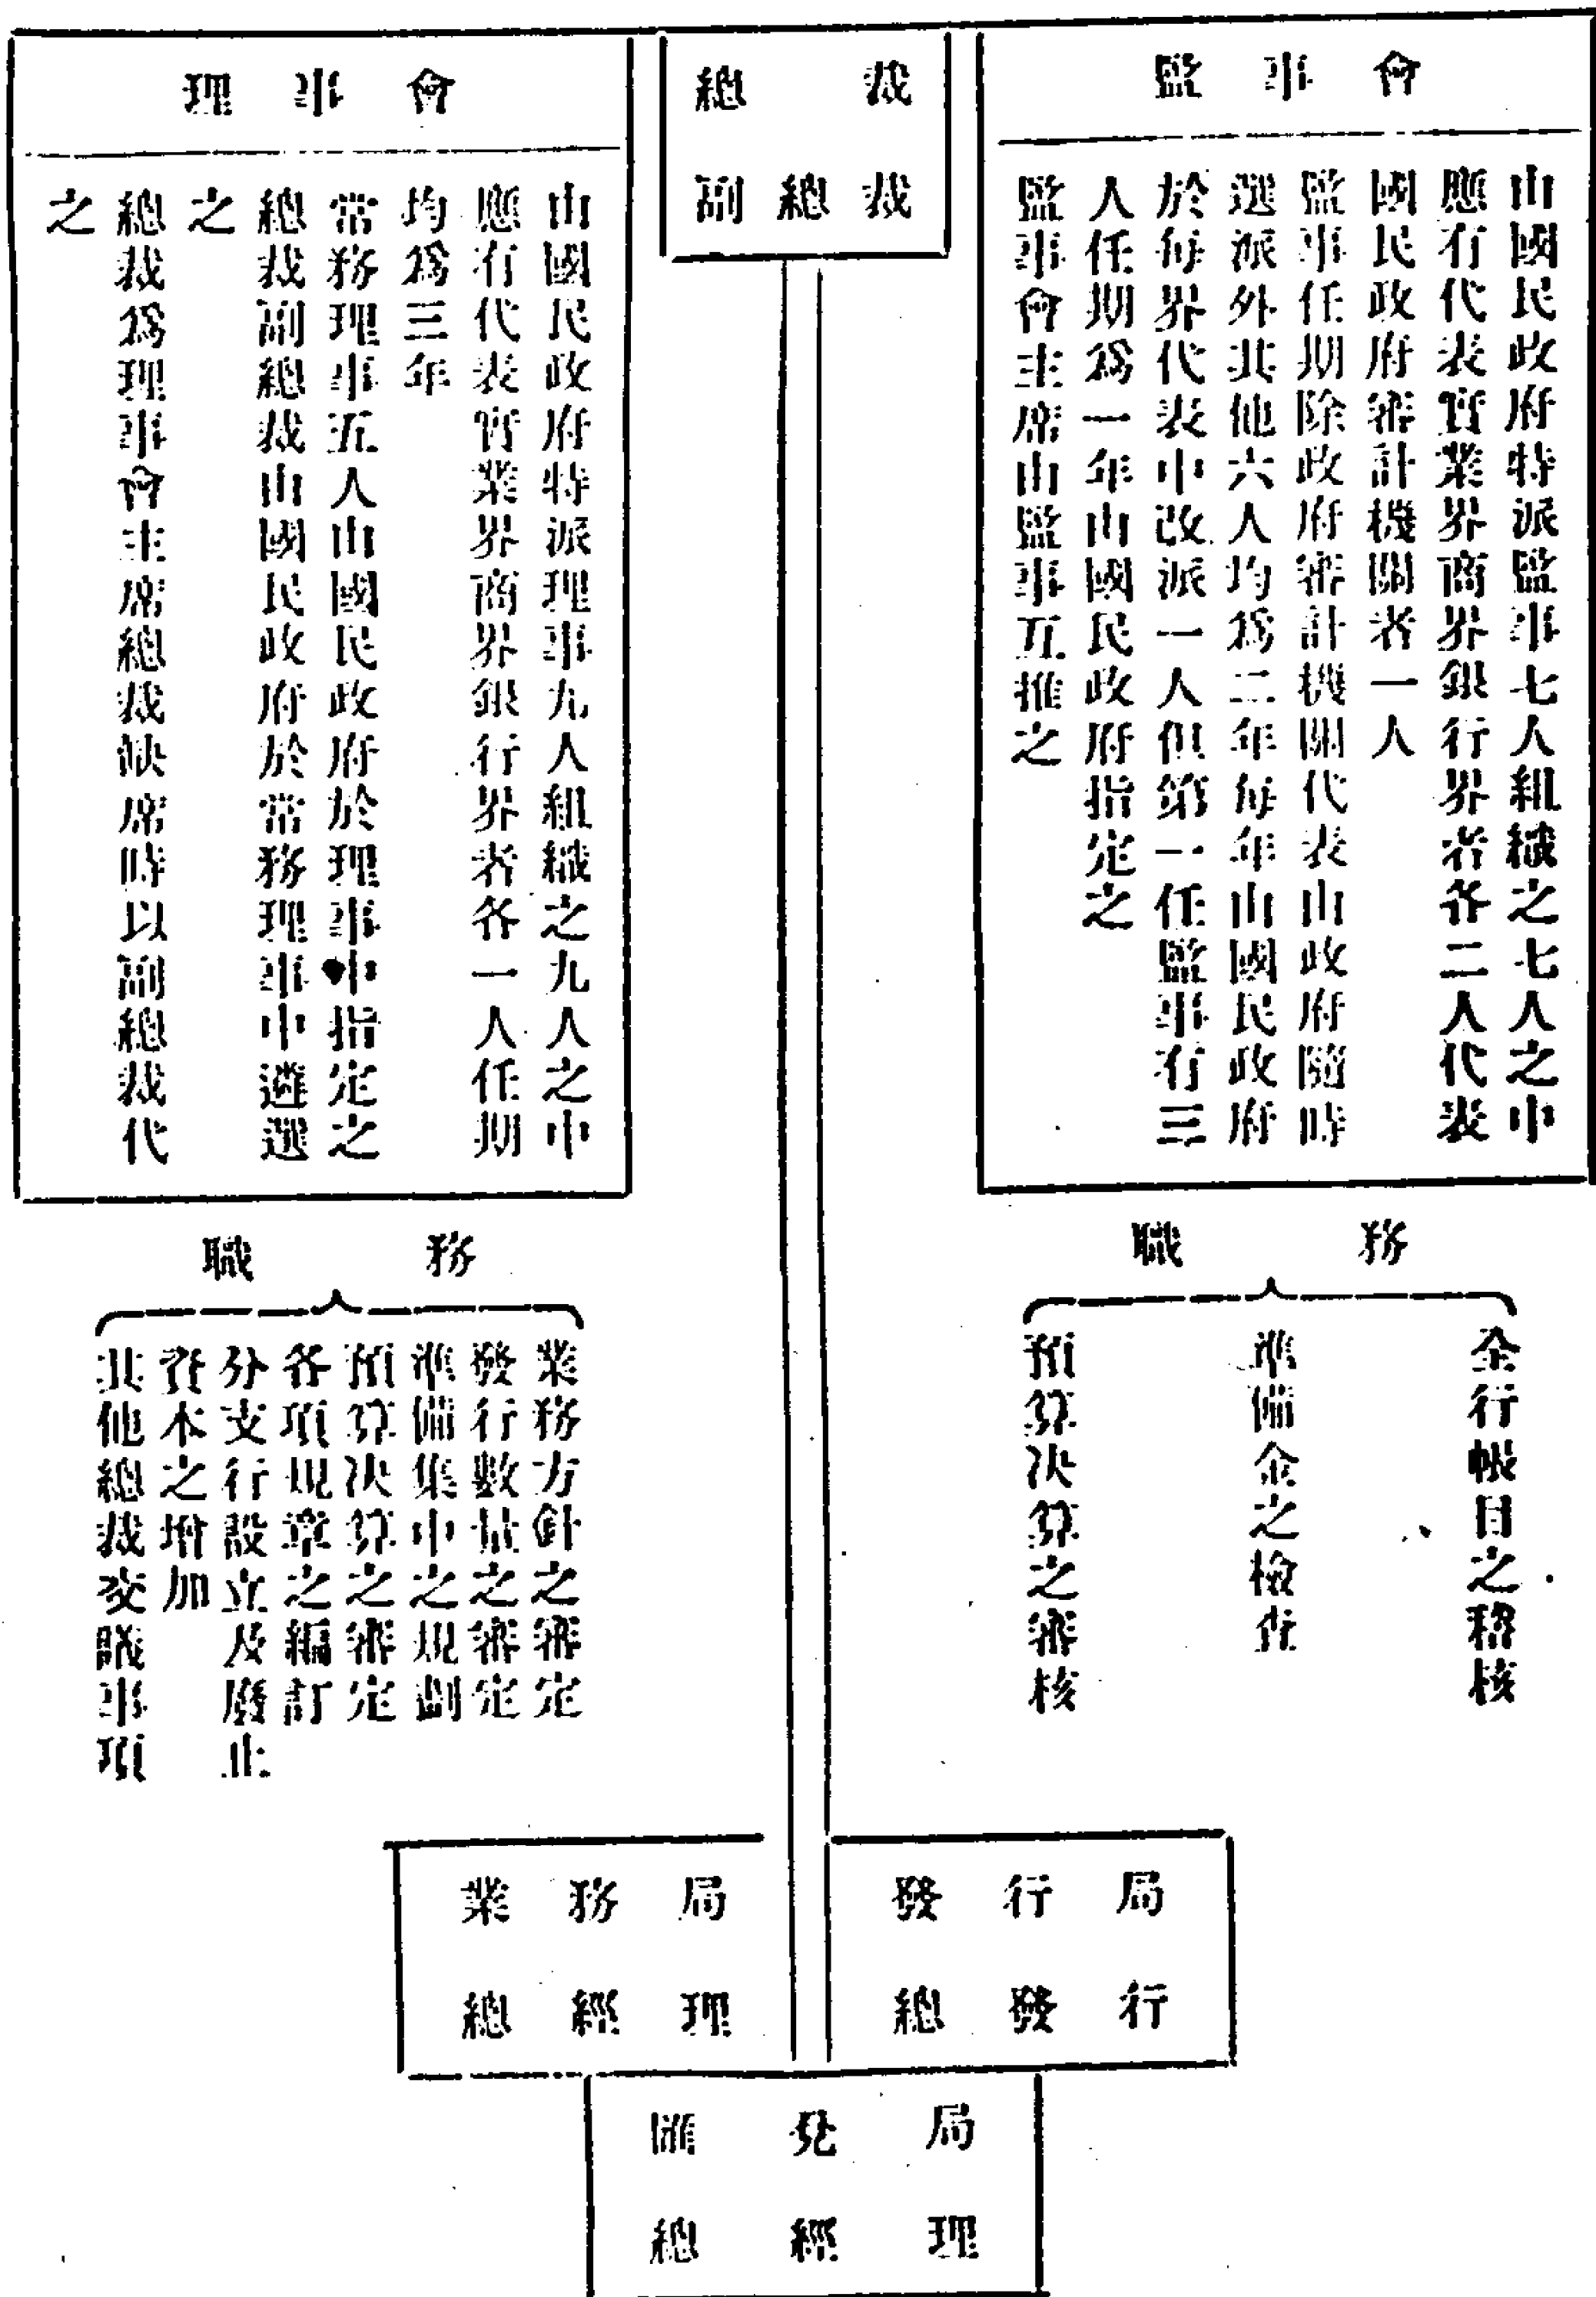 監事會
由國民政府特派監事七人組織之七人之中
應有代表實業界商界銀行界者各二人代表
國民政府審計機關者一人
監事任期除政府審計機關代表由政府隨時
選派外其他六人均爲二年每年由國民政府
於每界代表中改派一人但第一任監事有三
人任期爲一年由國民政府指定之
監事會主席由監事互推之
總裁
副總裁
理事會
由國民政府特派理事九人組織之九人之中
應有代表實業界商界銀行界者各一人任期
均爲三年
常務理事五人由國民政府於理事中指定之
總裁副總裁由國民政府於常務理事中遴選
之
總裁爲理事會主席總裁缺席時以副總裁代
之
職務
全行帳目之稽核
準備金之檢查
預算决算之審核
職務
業務方針之審定
發行數量之審定
準備集中之規劃
預算决算之審定
各項規章之編訂
分支行設立及廢止
資本之增加
其他總裁交議事項
業務局
總經理
發行局
總發行
匯兌局
總經理